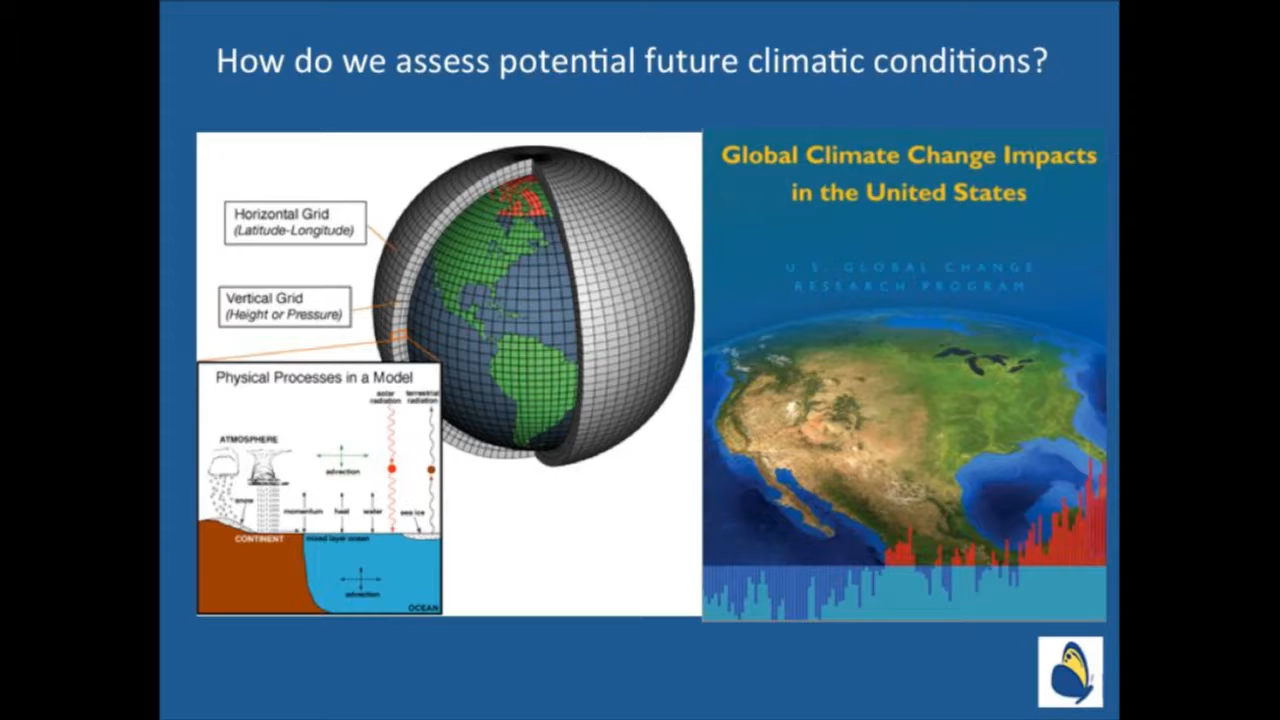 How do we assess potential future climatic conditions?
Horizontal Grid
(Latitude-Longitude)
Vertical Grid
(Height or Pressure)
Physical Processes in a Model
solar
radiation
terrestrial
radiation
ATMOSPHERE
advection
snow
momentum
heat
water
sea ice
CONTINENT
mixed layer ocean
advection
OCEAN
Global Climate Change Impacts
in the United States
U.S. GLOBAL CHANGE
RESEARCH PROGRAM